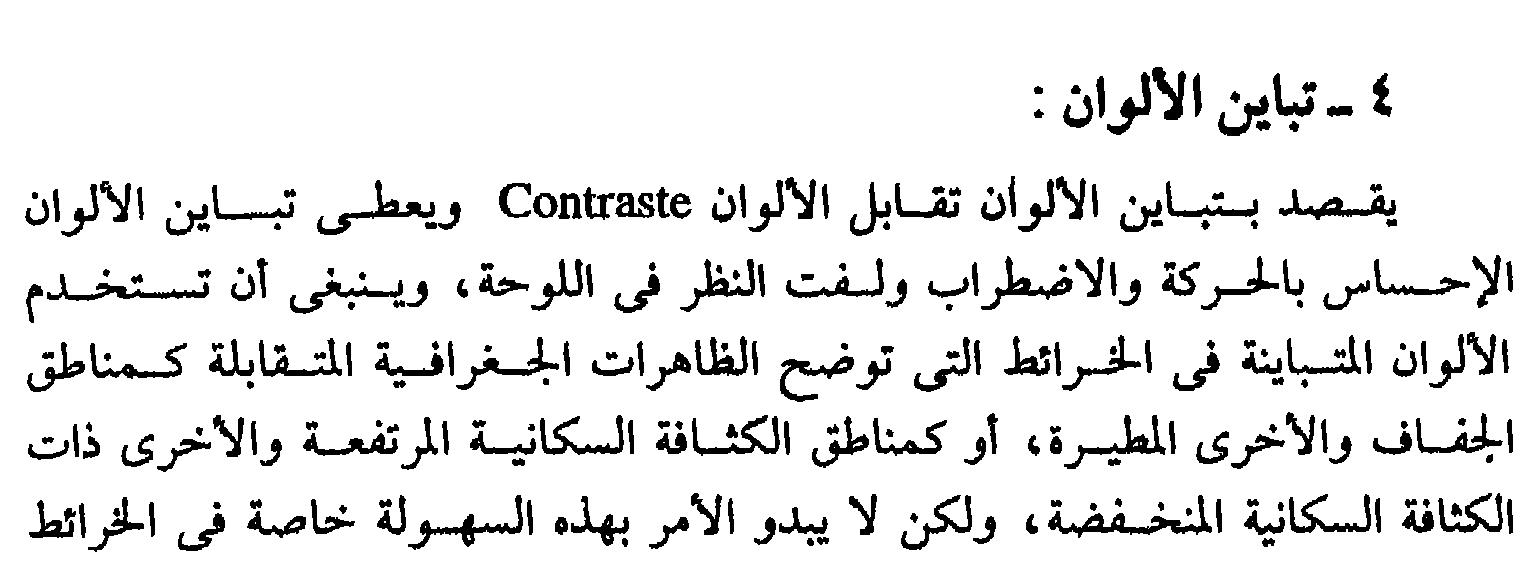 ٤ ـ تباين الألوان :
يقصد بتباين الألوان تقابل الألوان Contraste ويعطى تباين الألوان
الإحساس بالحركة والاضطراب ولفت النظر فى اللوحة، وينبغى أن تستخدم
الألوان المتباينة فى الخرائط التى توضح الظاهرات الجغرافية المتقابلة كمناطق
الجفاف والأخرى المطيرة، أو كمناطق الكثافة السكانية المرتفعة والأخرى ذات
الكثافة السكانية المنخفضة، ولكن لا يبدو الأمر بهذه السهولة خاصة فى الخرائط